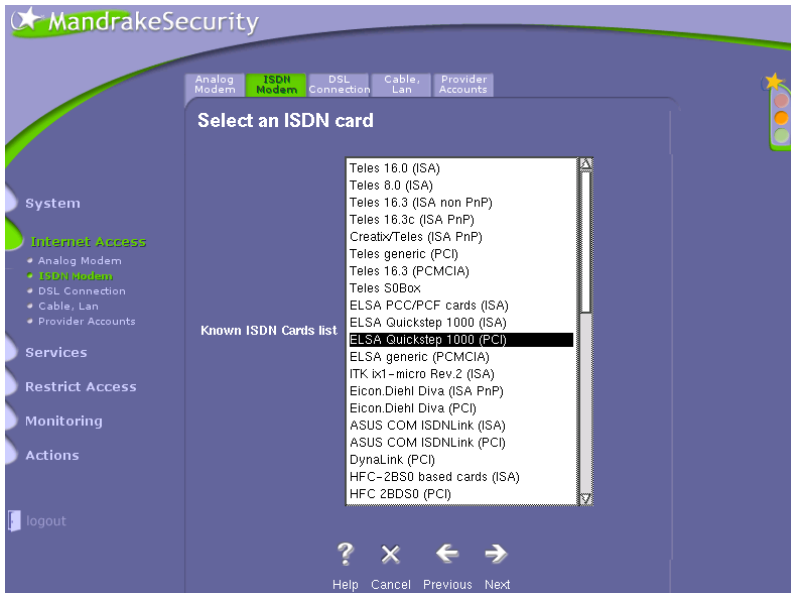 MandrakeSecurity
Analog Modem
ISDN Modem
DSL Connection
Cable, Lan
Provider Accounts
Select an ISDN card
System
Internet Access
Analog Modem
ISDN Modem
DSL Connection
Cable, Lan
Provider Accounts
Services
Restrict Access
Monitoring
Actions
logout
Known ISDN Cards list
Teles 16.0 (ISA)
Teles 8.0 (ISA)
Teles 16.3 (ISA non PnP)
Teles 16.3c (ISA PnP)
Creatix/Teles (ISA PnP)
Teles generic (PCI)
Teles 16.3 (PCMCIA)
Teles S0Box
ELSA PCC/PCF cards (ISA)
ELSA Quickstep 1000 (ISA)
ELSA Quickstep 1000 (PCI)
ELSA generic (PCMCIA)
ITK ix1-micro Rev.2 (ISA)
Eicon.Diehl Diva (ISA PnP)
Eicon.Diehl Diva (PCI)
ASUS COM ISDNLink (ISA)
ASUS COM ISDNLink (PCI)
DynaLink (PCI)
HFC-2BS0 based cards (ISA)
HFC 2BDS0 (PCI)
? 
Help Cancel Previous Next